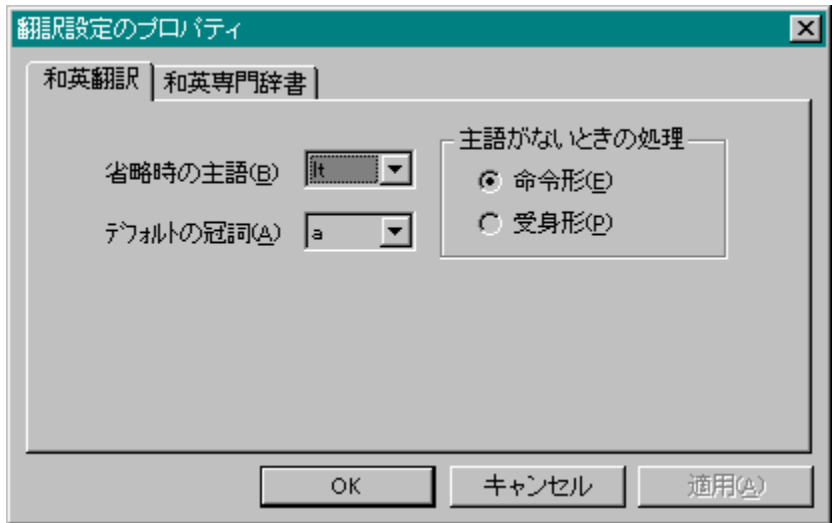 翻訳設定のプロパティ
和英翻訳
和英専門辞書
省略時の主語(B)
It
デフォルトの冠詞(A)
a
主語がないときの処理
命令形(E)
受身形(P)
OK
キャンセル
適用(A)